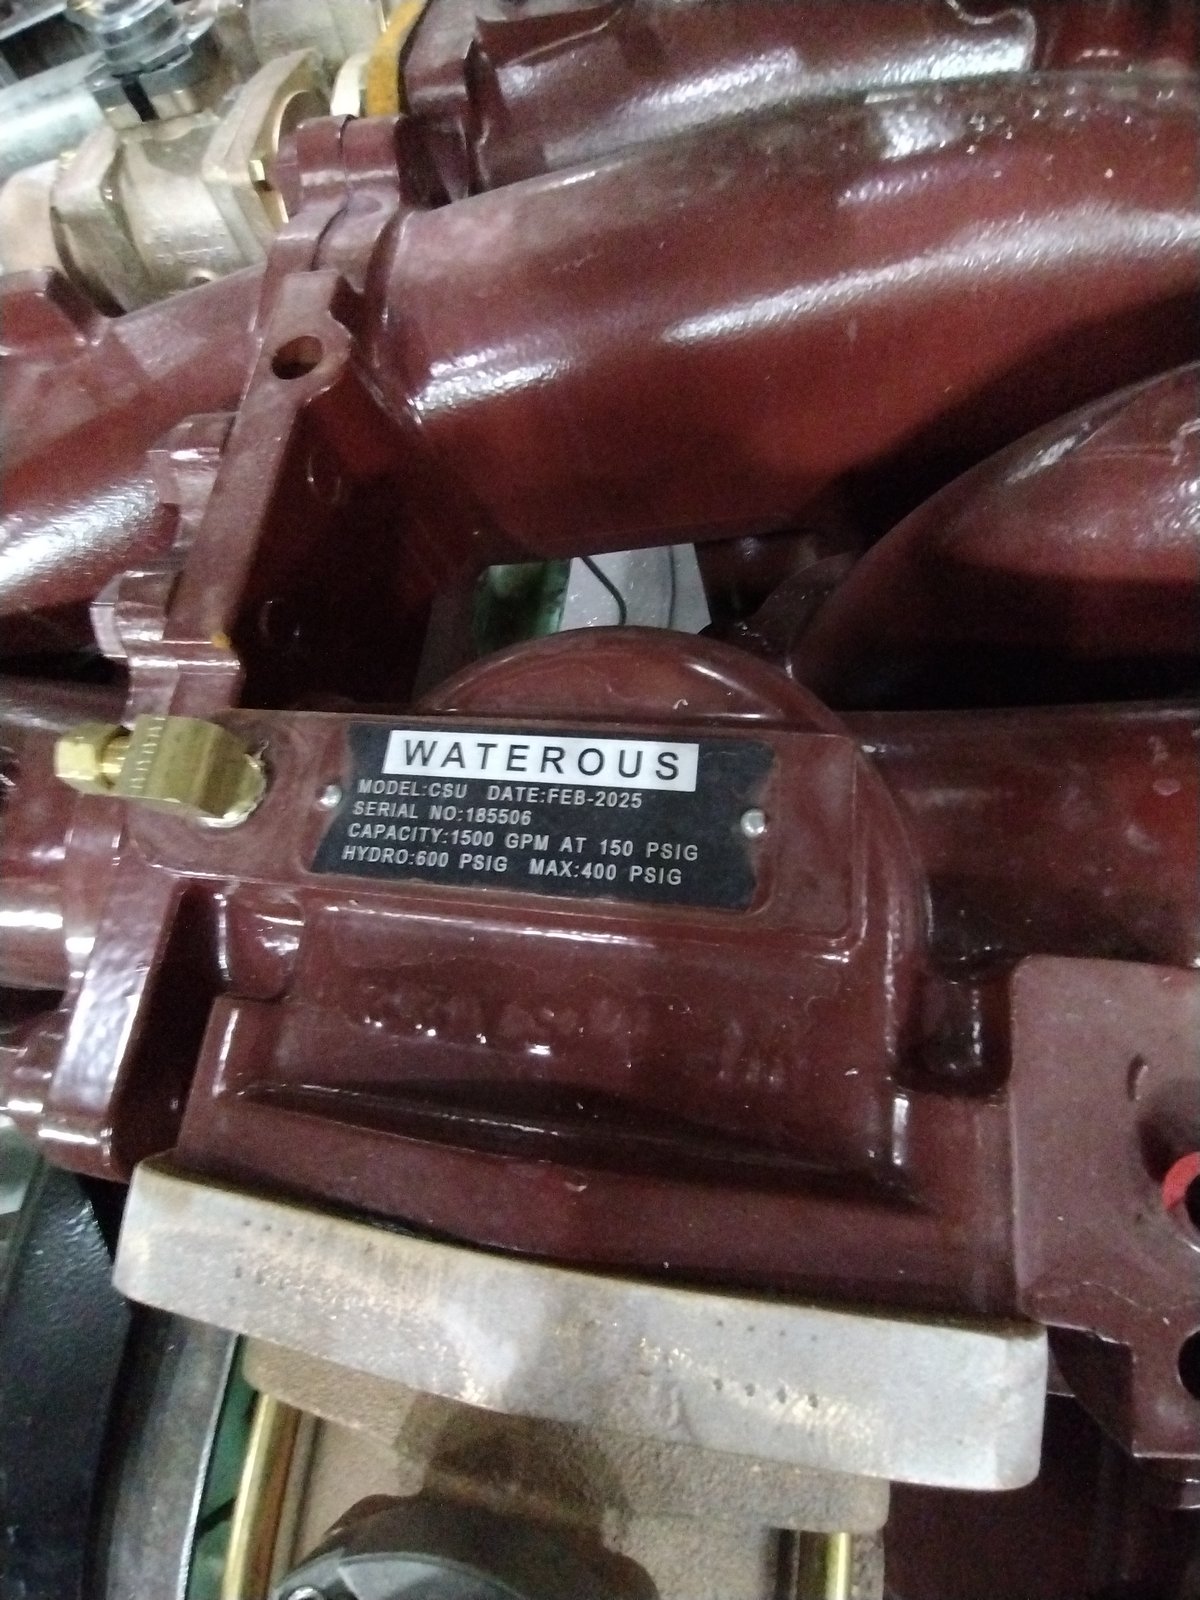 WATEROUS
MODEL:CSU DATE:FEB-2025
SERIAL NO:185506
CAPACITY:1500 GPM AT 150 PSIG
HYDRO:600 PSIG MAX:400 PSIG